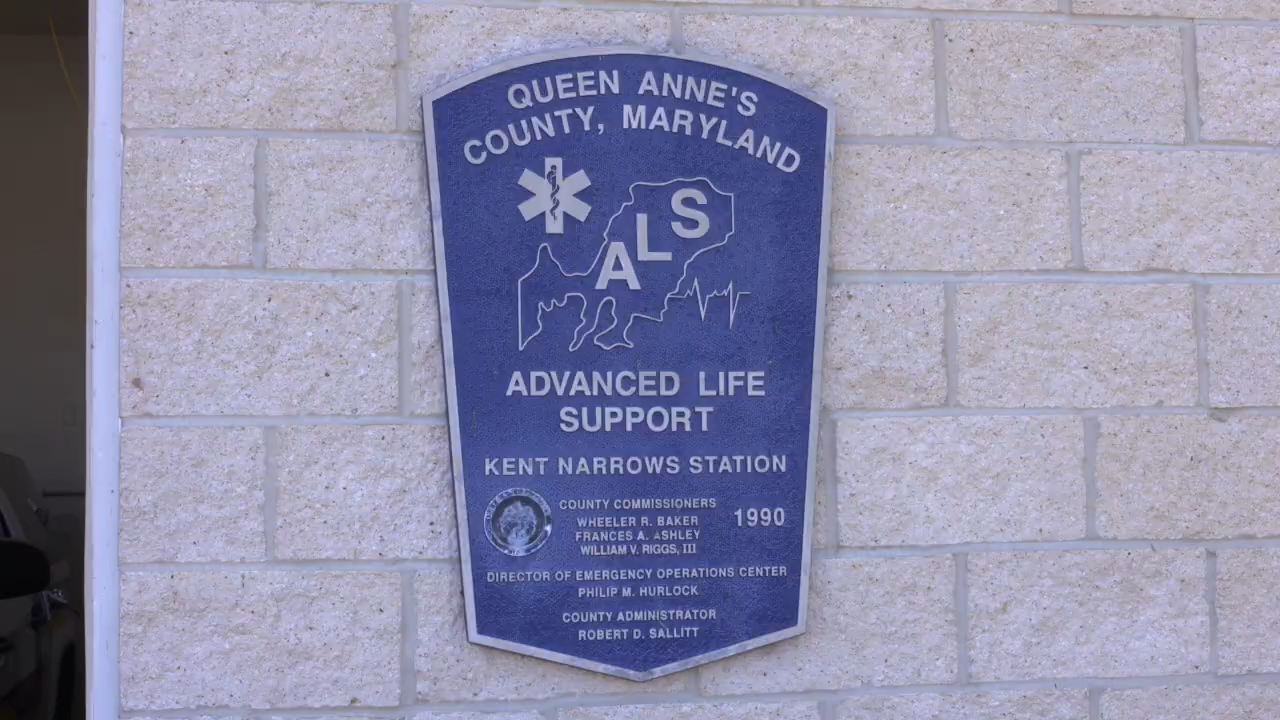 QUEEN ANNE'S
COUNTY, MARYLAND
ALS
ADVANCED LIFE
SUPPORT
KENT NARROWS STATION
COUNTY COMMISSIONERS
WHEELER R. BAKER
FRANCES A. ASHLEY
WILLIAM V. RIGGS, III
1990
DIRECTOR OF EMERGENCY OPERATIONS CENTER
PHILIP M. HURLOCK
COUNTY ADMINISTRATOR
ROBERT D. SALLITT